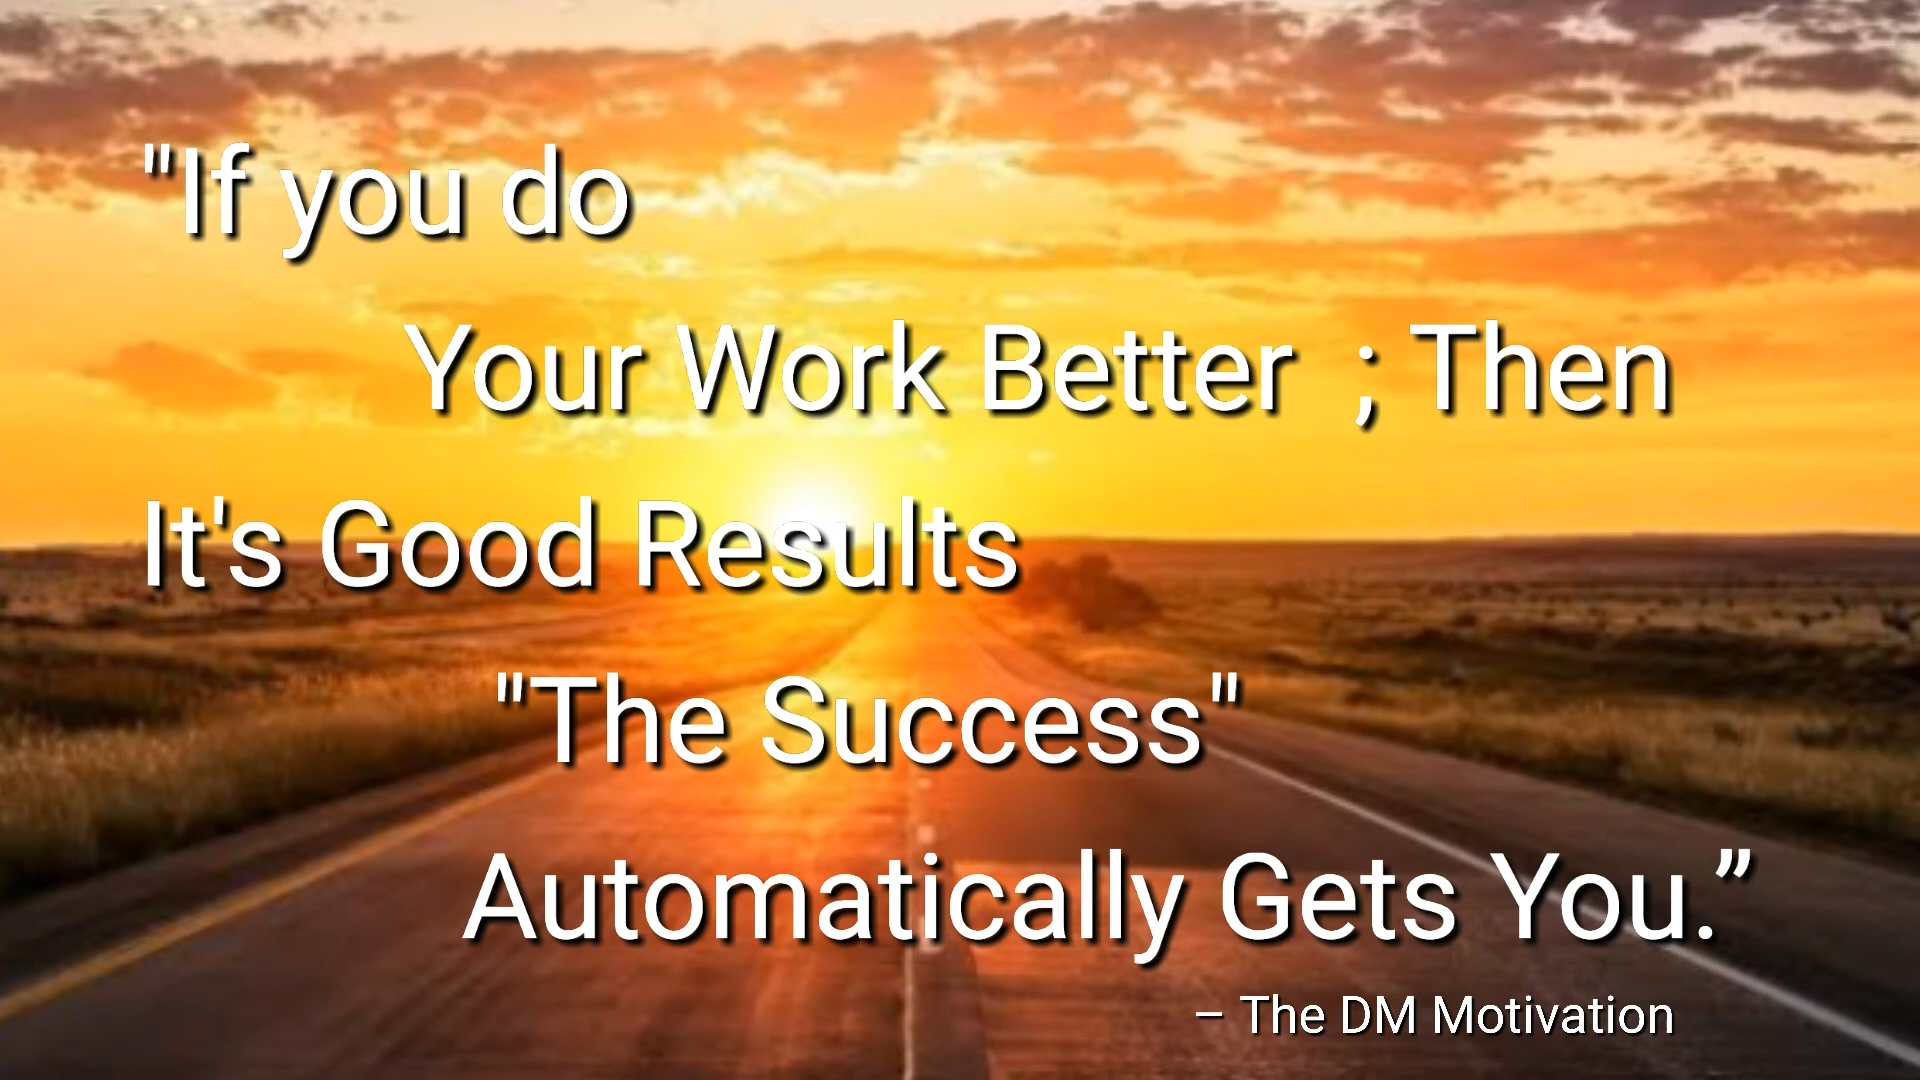 "If you do
Your Work Better  ; Then
It's Good Results
"The Success"
Automatically Gets You.”
– The DM Motivation